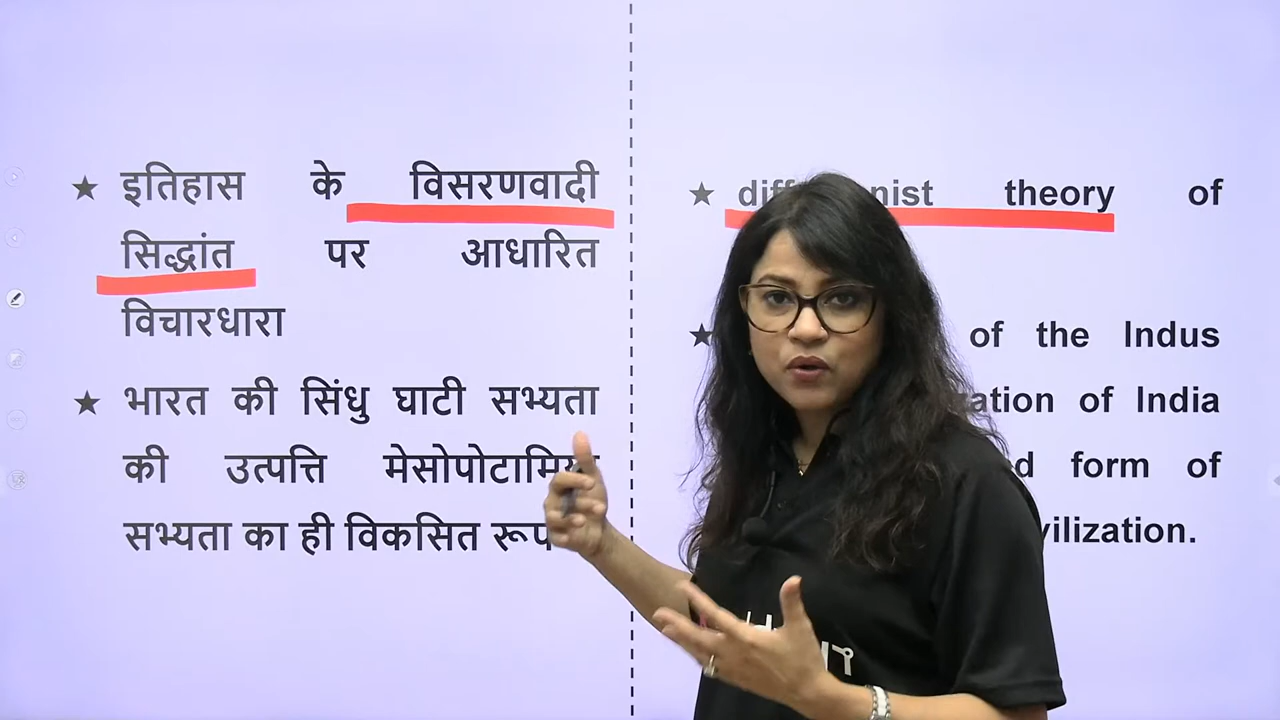 ★ इतिहास के विसरणवादी
सिद्धांत पर आधारित
विचारधारा
★ भारत की सिंधु घाटी सभ्यता
की उत्पत्ति
सभ्यता का ही विकसित
★ theory of
★ of the Indus
of India
form of